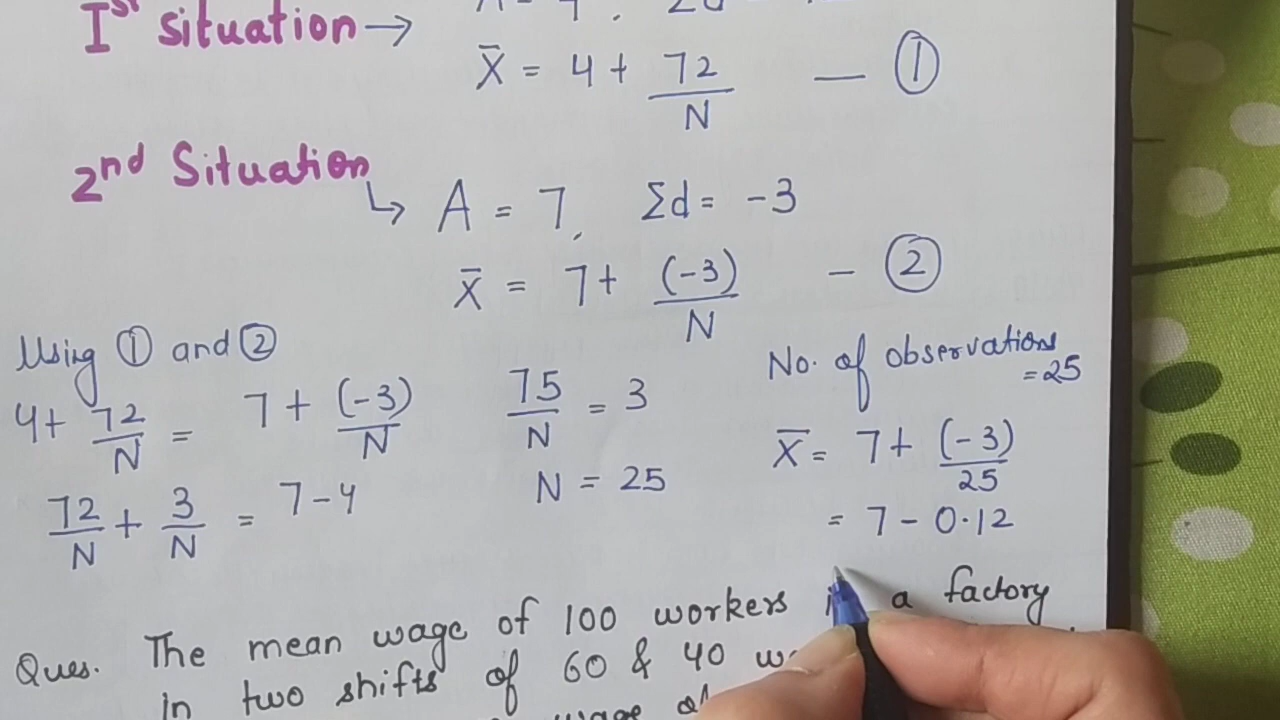 Ist situation →
X̄ = 4 + 72/N — ①
2nd Situation
↳ A = 7, Σd = -3
X̄ = 7 + (-3)/N - ②
Using ① and ②
4 + 72/N = 7 + (-3)/N
72/N + 3/N = 7 - 4
75/N = 3
N = 25
No. of observations
= 25
X̄ = 7 + (-3)/25
= 7 - 0.12
Ques. The mean wage of 100 workers a factory
in two shifts of 60 & 40
wage